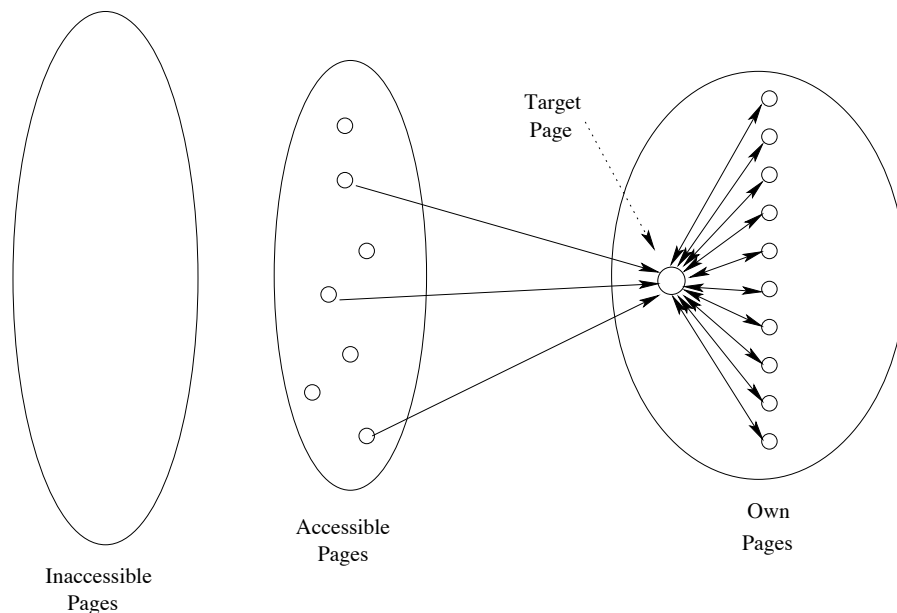 Target
Page
Accessible
Pages
Own
Pages
Inaccessible
Pages